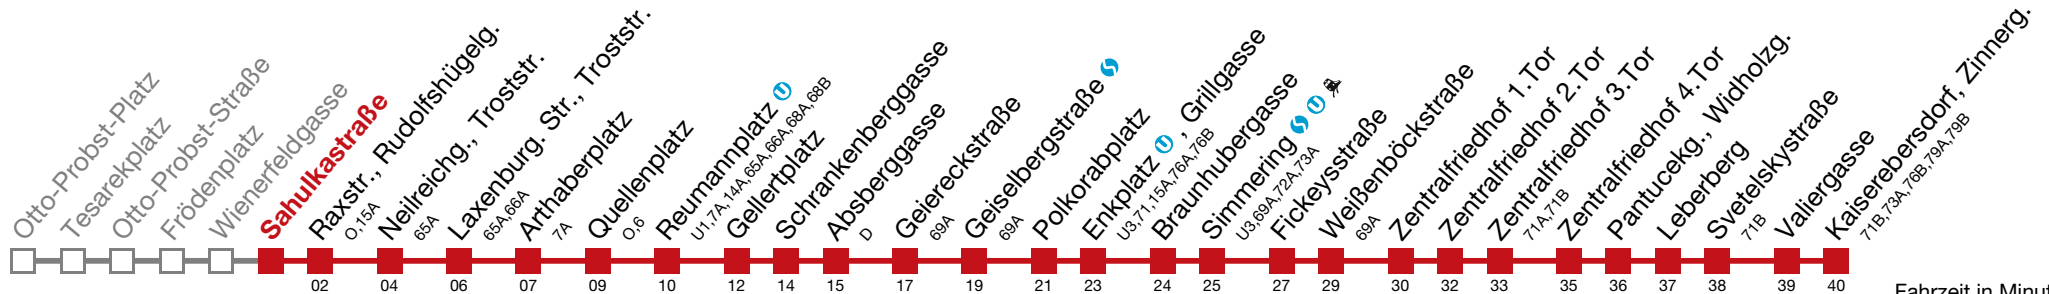 Otto-Probst-Platz
Tesarekplatz
Otto-Probst-Straße
Frödenplatz
Wienerfeldgasse
Sahulkastraße
Raxstr., Rudolfshügelg.
O,15A
Neilreichg., Troststr.
65A
Laxenburg. Str., Troststr.
65A,66A
Arthaberplatz
7A
Quellenplatz
O,6
Reumannplatz U
U1,7A,14A,65A,66A,68A,68B
Gellertplatz
Schrankenberggasse
Absberggasse
D
Geiereckstraße
69A
Geiselbergstraße S
69A
Polkorabplatz
Enkplatz U , Grillgasse
U3,71,15A,76A,76B
Braunhubergasse
Simmering S U
U3,69A,72A,73A
Fickeysstraße
Weißenböckstraße
69A
Zentralfriedhof 1.Tor
Zentralfriedhof 2.Tor
Zentralfriedhof 3.Tor
71A,71B
Zentralfriedhof 4.Tor
Pantucekg., Widholzg.
Leberberg
Svetelskystraße
71B
Valiergasse
Kaiserebersdorf, Zinnerg.
71B,73A,76B,79A,79B
02 04 06 07 09 10 12 14 15 17 19 21 23 24 25 27 29 30 32 33 35 36 37 38 39 40
Fahrzeit in